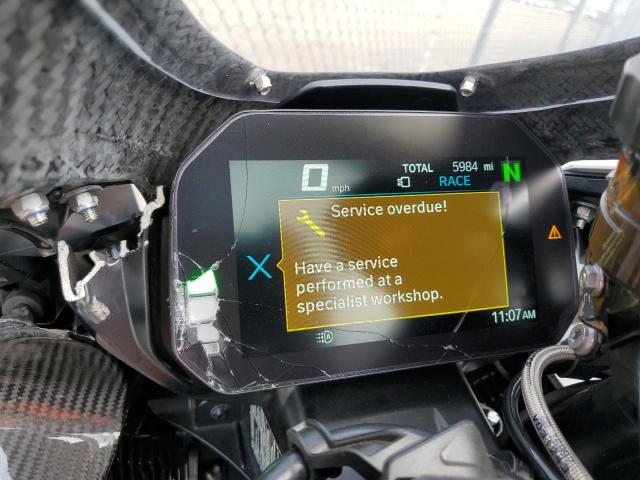 TOTAL 5984 mi
0 mph RACE N
Service overdue!
Have a service
performed at a
specialist workshop.
11:07AM